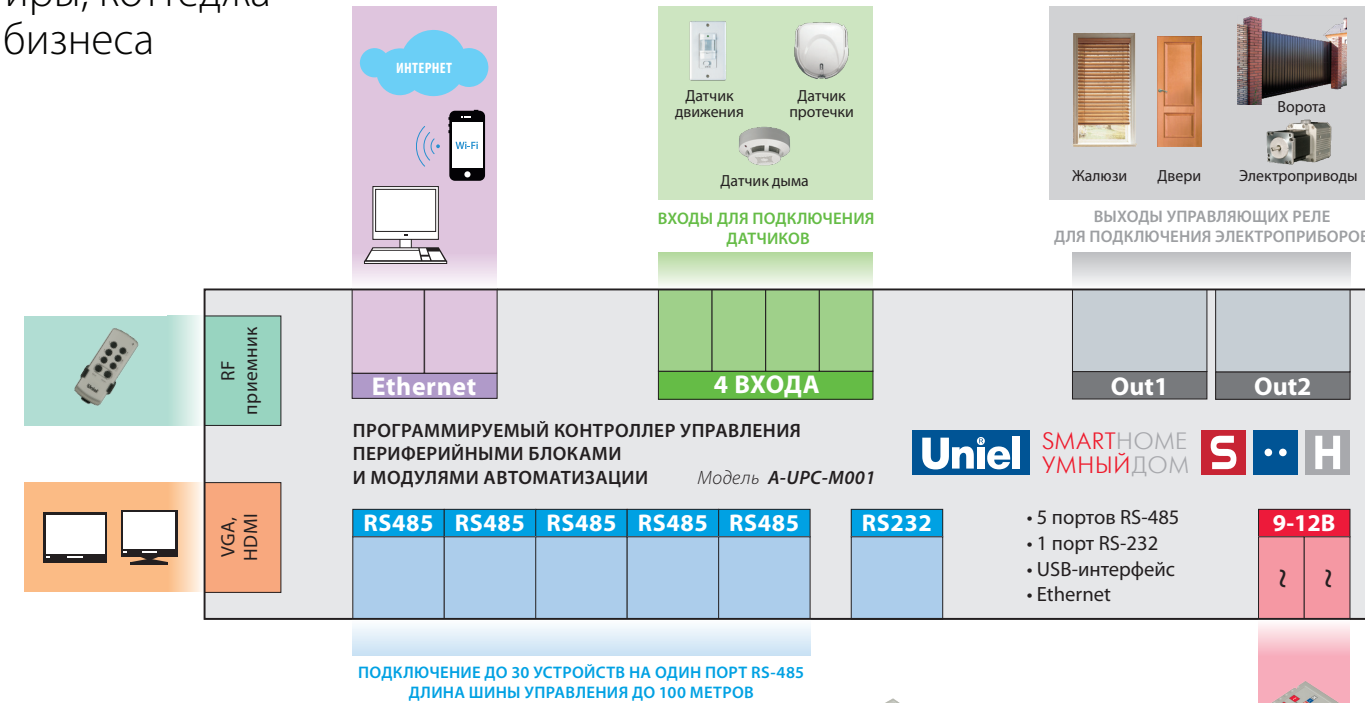 бизнеса
ИНТЕРНЕТ
Wi-Fi
Датчик
движения
Датчик
протечки
Датчик дыма
ВХОДЫ ДЛЯ ПОДКЛЮЧЕНИЯ
ДАТЧИКОВ
Ворота
Жалюзи
Двери
Электроприводы
ВЫХОДЫ УПРАВЛЯЮЩИХ РЕЛЕ
ДЛЯ ПОДКЛЮЧЕНИЯ ЭЛЕКТРОПРИБОРОВ
RF
приемник
Ethernet
4 ВХОДА
Out1
Out2
ПРОГРАММИРУЕМЫЙ КОНТРОЛЛЕР УПРАВЛЕНИЯ
ПЕРИФЕРИЙНЫМИ БЛОКАМИ
И МОДУЛЯМИ АВТОМАТИЗАЦИИ Модель A-UPC-M001
Uniel®
SMARTHOME
УМНЫЙДОМ
S •• H
VGA,
HDMI
RS485 RS485 RS485 RS485 RS485
RS232
• 5 портов RS-485
• 1 порт RS-232
• USB-интерфейс
• Ethernet
9-12В
~ ~
ПОДКЛЮЧЕНИЕ ДО 30 УСТРОЙСТВ НА ОДИН ПОРТ RS-485
ДЛИНА ШИНЫ УПРАВЛЕНИЯ ДО 100 МЕТРОВ